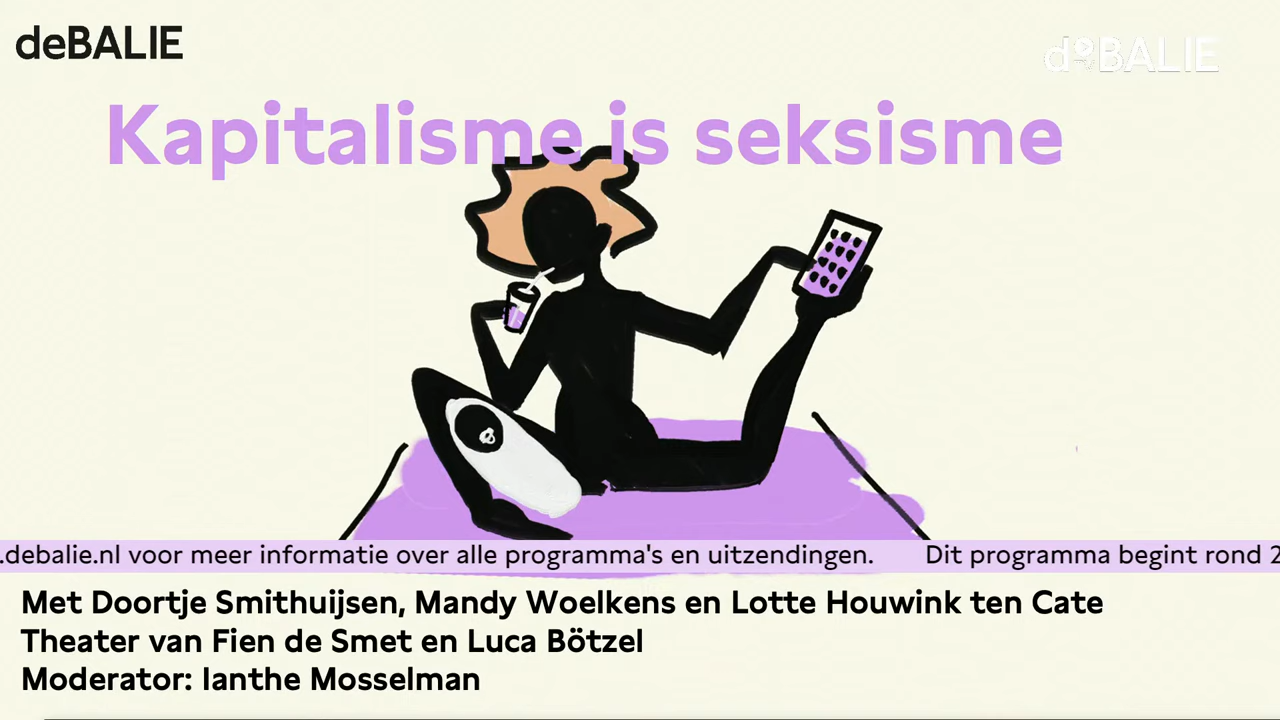 deBALIE
deBALIE
Kapitalisme is seksisme
.debalie.nl voor meer informatie over alle programma's en uitzendingen. Dit programma begint rond 2
Met Doortje Smithuijsen, Mandy Woelkens en Lotte Houwink ten Cate
Theater van Fien de Smet en Luca Bötzel
Moderator: Ianthe Mosselman